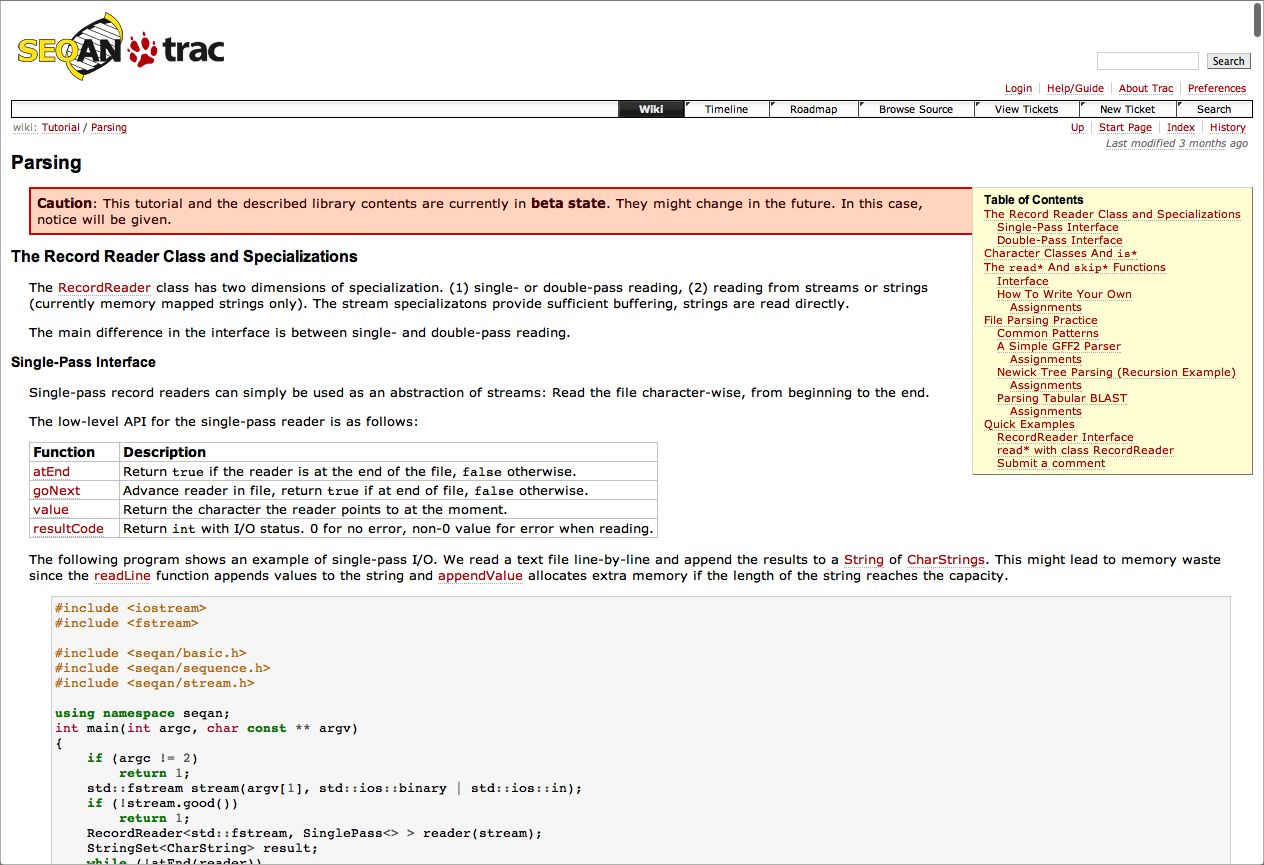 SEQAN trac
Search
Login Help/Guide About Trac Preferences
Wiki Timeline Roadmap Browse Source View Tickets New Ticket Search
wiki: Tutorial / Parsing
Up Start Page Index History
Last modified 3 months ago
Parsing
Caution: This tutorial and the described library contents are currently in beta state. They might change in the future. In this case,
notice will be given.
Table of Contents
The Record Reader Class and Specializations
Single-Pass Interface
Double-Pass Interface
Character Classes And is*
The read* And skip* Functions
Interface
How To Write Your Own
Assignments
File Parsing Practice
Common Patterns
A Simple GFF2 Parser
Assignments
Newick Tree Parsing (Recursion Example)
Assignments
Parsing Tabular BLAST
Assignments
Quick Examples
RecordReader Interface
read* with class RecordReader
Submit a comment
The Record Reader Class and Specializations
The RecordReader class has two dimensions of specialization. (1) single- or double-pass reading, (2) reading from streams or strings
(currently memory mapped strings only). The stream specializatons provide sufficient buffering, strings are read directly.
The main difference in the interface is between single- and double-pass reading.
Single-Pass Interface
Single-pass record readers can simply be used as an abstraction of streams: Read the file character-wise, from beginning to the end.
The low-level API for the single-pass reader is as follows:
Function Description
atEnd Return true if the reader is at the end of the file, false otherwise.
goNext Advance reader in file, return true if at end of file, false otherwise.
value Return the character the reader points to at the moment.
resultCode Return int with I/O status. 0 for no error, non-0 value for error when reading.
The following program shows an example of single-pass I/O. We read a text file line-by-line and append the results to a String of CharStrings. This might lead to memory waste
since the readLine function appends values to the string and appendValue allocates extra memory if the length of the string reaches the capacity.
#include <iostream>
#include <fstream>
#include <seqan/basic.h>
#include <seqan/sequence.h>
#include <seqan/stream.h>
using namespace seqan;
int main(int argc, char const ** argv)
{
if (argc != 2)
return 1;
std::fstream stream(argv[1], std::ios::binary | std::ios::in);
if (!stream.good())
return 1;
RecordReader<std::fstream, SinglePass<> > reader(stream);
StringSet<CharString> result;
while (!atEnd(reader))